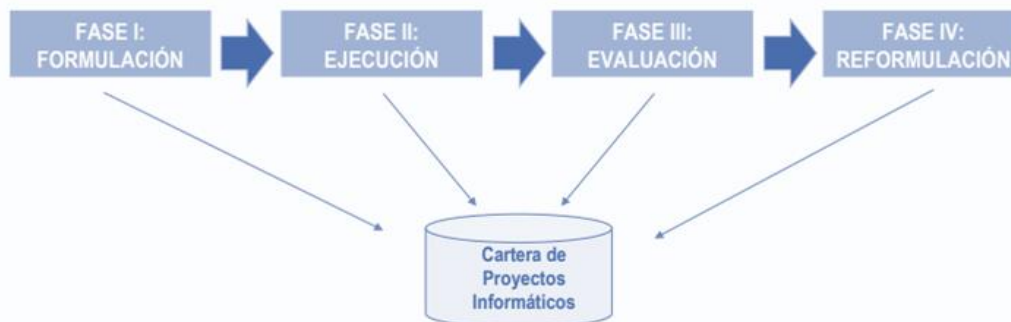 FASE I:
FORMULACIÓN
FASE II:
EJECUCIÓN
FASE III:
EVALUACIÓN
FASE IV:
REFORMULACIÓN
Cartera de
Proyectos
Informáticos